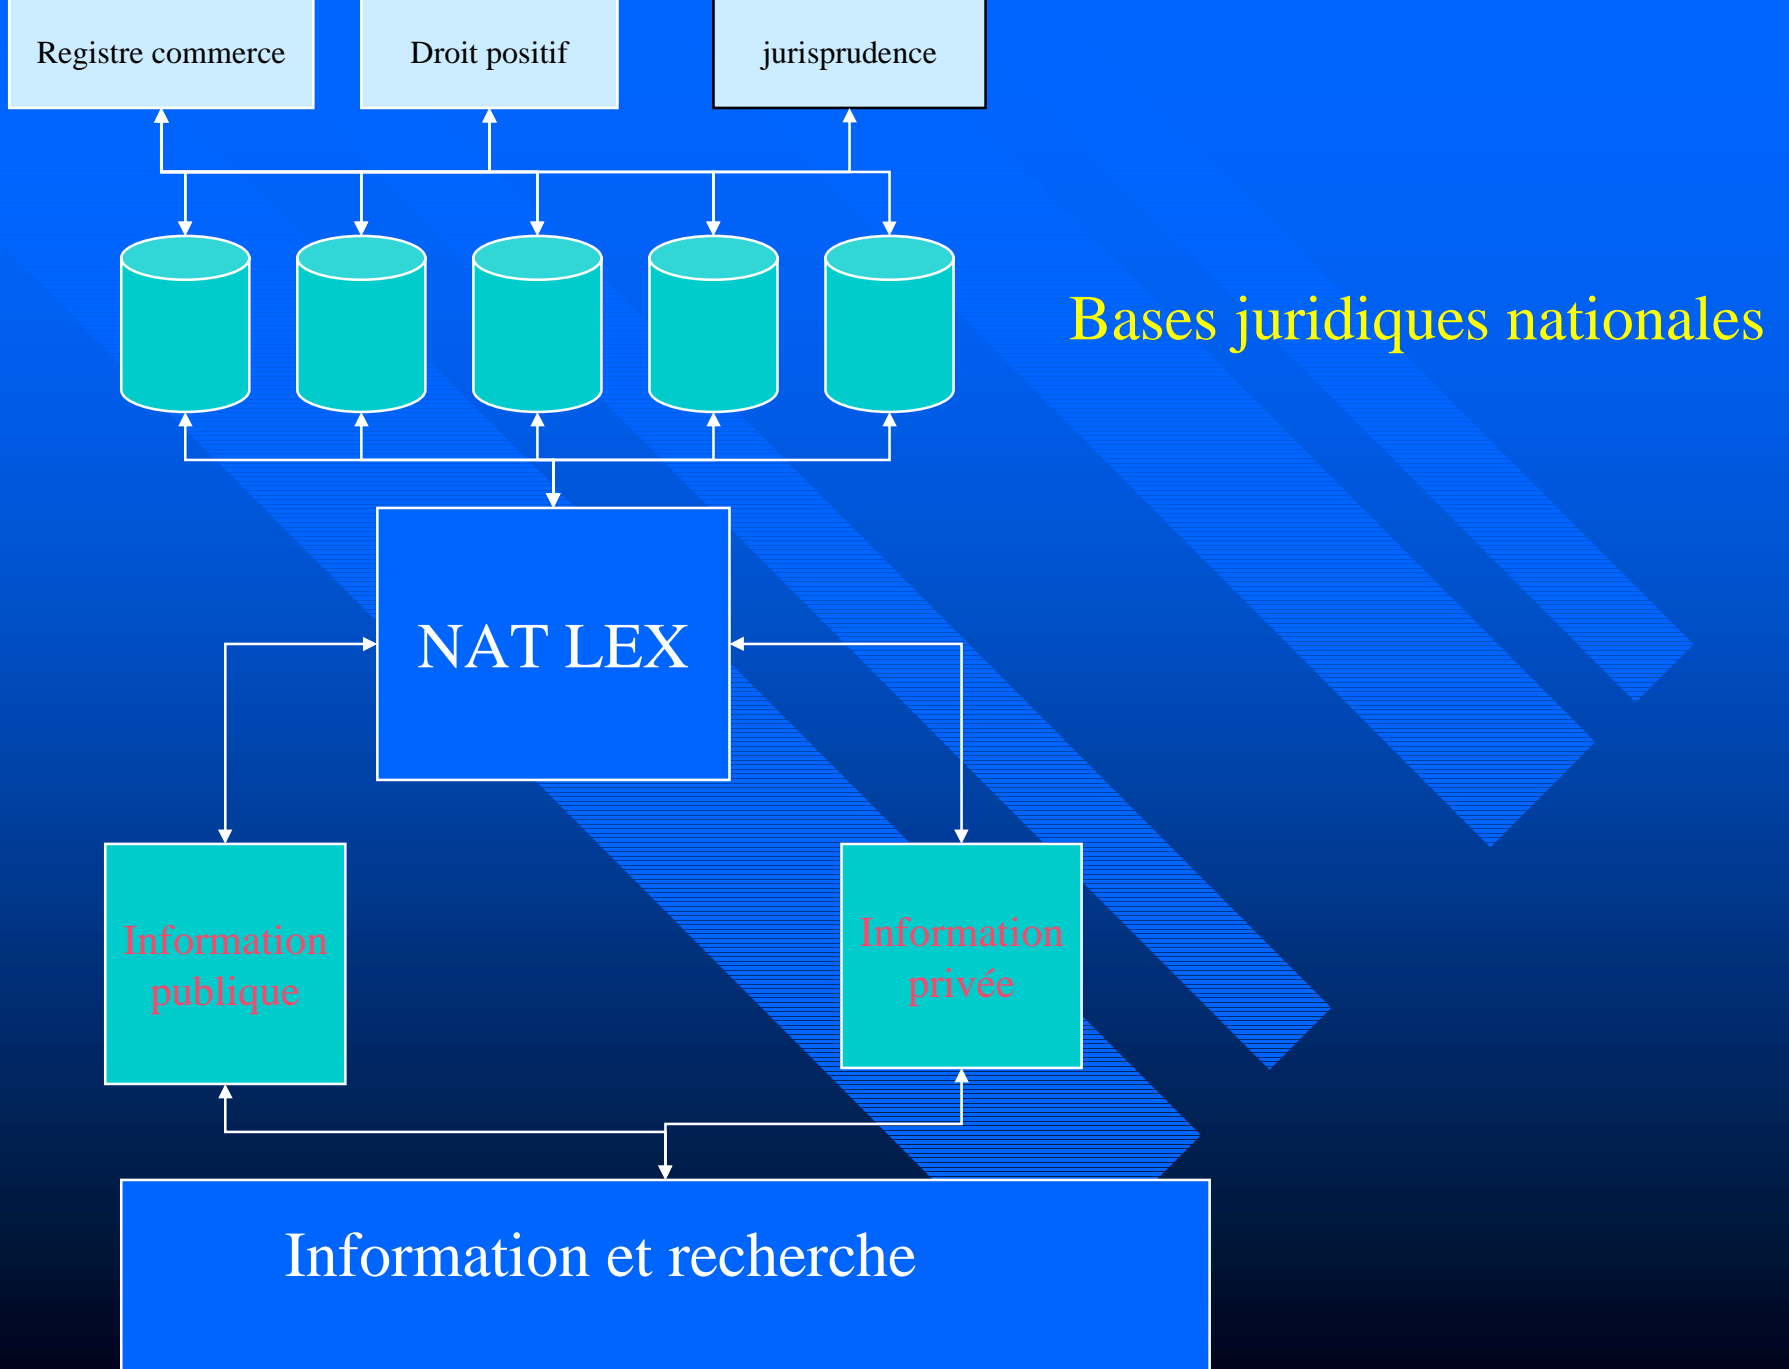 Registre commerce
Droit positif
jurisprudence
Bases juridiques nationales
NAT LEX
Information
publique
Information
privée
Information et recherche